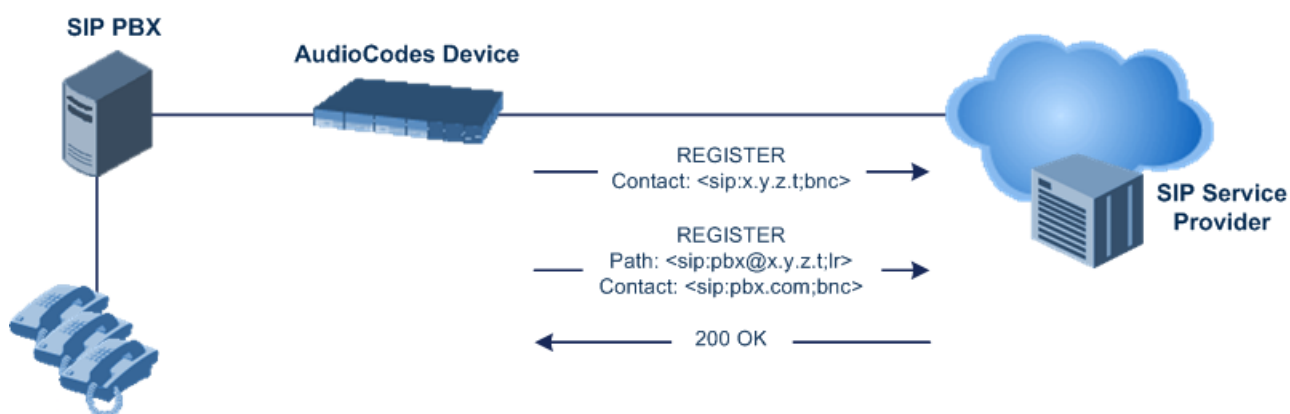 SIP PBX
AudioCodes Device
REGISTER
Contact: <sip:x.y.z.t;bnc>
SIP Service
Provider
REGISTER
Path: <sip:pbx@x.y.z.t;lr>
Contact: <sip:pbx.com;bnc>
200 OK